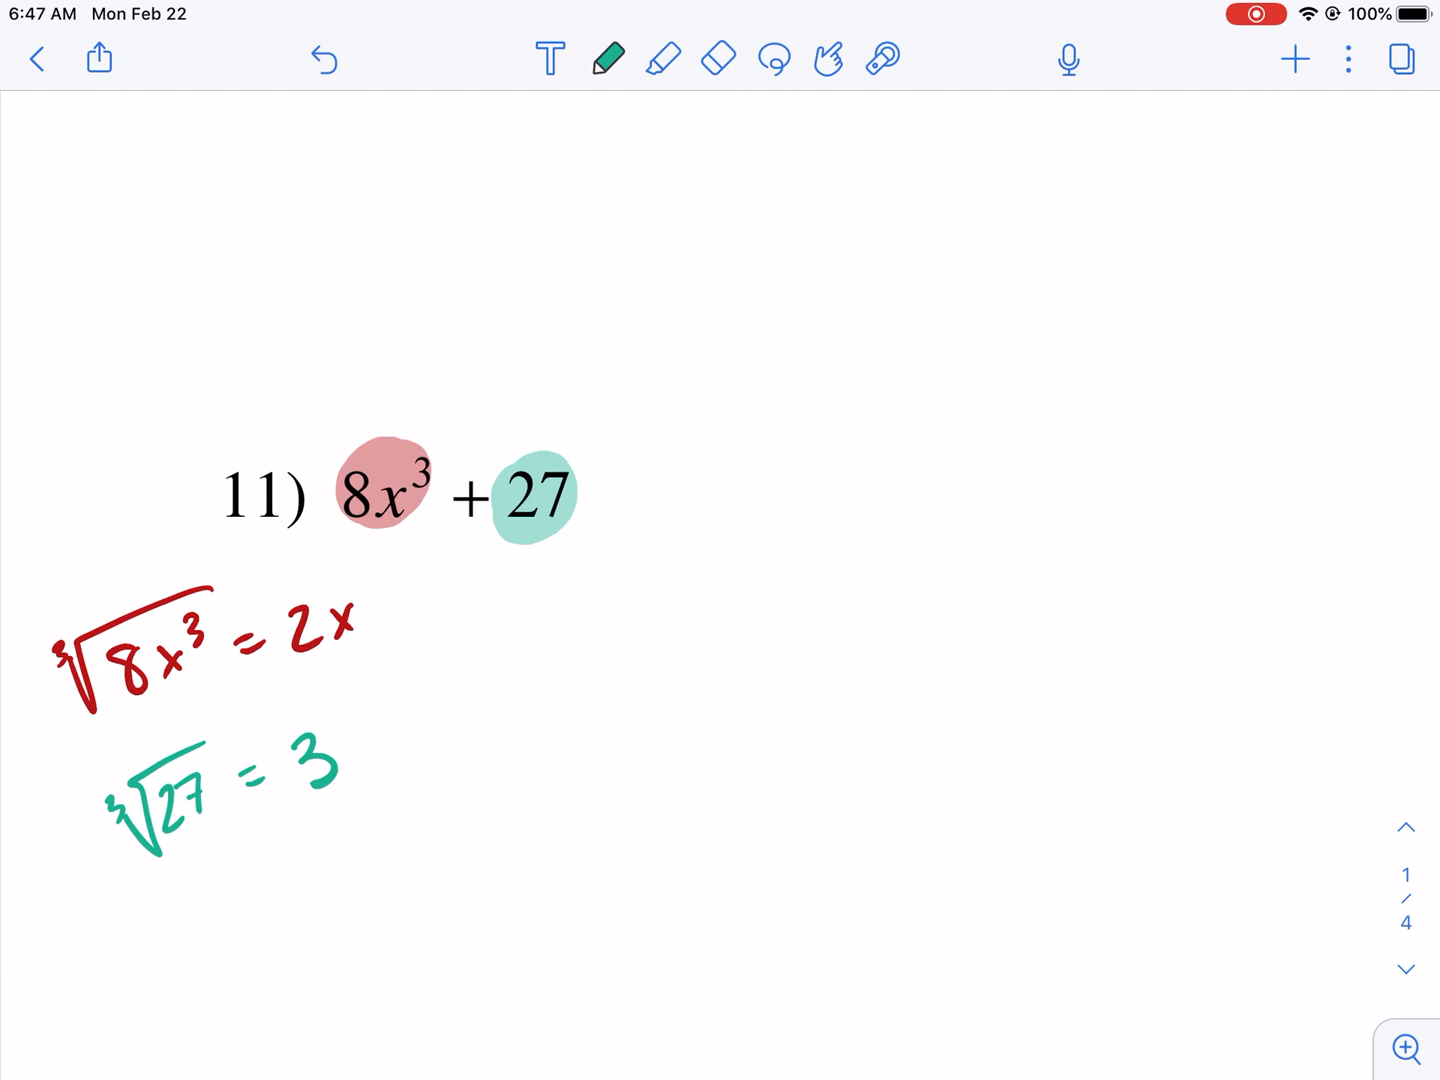 6:47 AM Mon Feb 22 100%
T
11) 8x³ + 27
∛8x³ = 2x
∛27 = 3
1
/
4